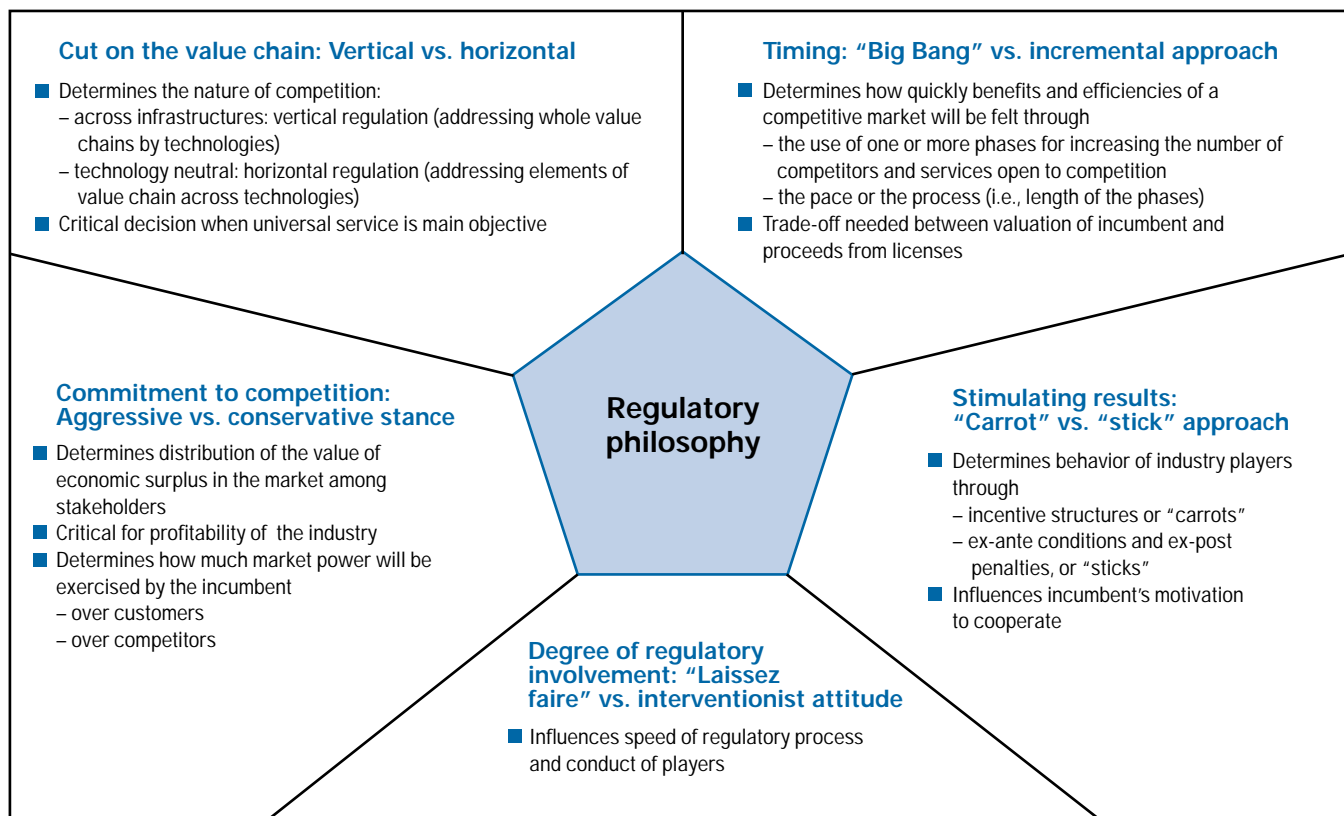 Cut on the value chain: Vertical vs. horizontal
■ Determines the nature of competition:
– across infrastructures: vertical regulation (addressing whole value
chains by technologies)
– technology neutral: horizontal regulation (addressing elements of
value chain across technologies)
■ Critical decision when universal service is main objective
Timing: “Big Bang” vs. incremental approach
■ Determines how quickly benefits and efficiencies of a
competitive market will be felt through
– the use of one or more phases for increasing the number of
competitors and services open to competition
– the pace or the process (i.e., length of the phases)
■ Trade-off needed between valuation of incumbent and
proceeds from licenses
Commitment to competition:
Aggressive vs. conservative stance
■ Determines distribution of the value of
economic surplus in the market among
stakeholders
■ Critical for profitability of the industry
■ Determines how much market power will be
exercised by the incumbent
– over customers
– over competitors
Regulatory
philosophy
Stimulating results:
“Carrot” vs. “stick” approach
■ Determines behavior of industry players
through
– incentive structures or “carrots”
– ex-ante conditions and ex-post
penalties, or “sticks”
■ Influences incumbent’s motivation
to cooperate
Degree of regulatory
involvement: “Laissez
faire” vs. interventionist attitude
■ Influences speed of regulatory process
and conduct of players